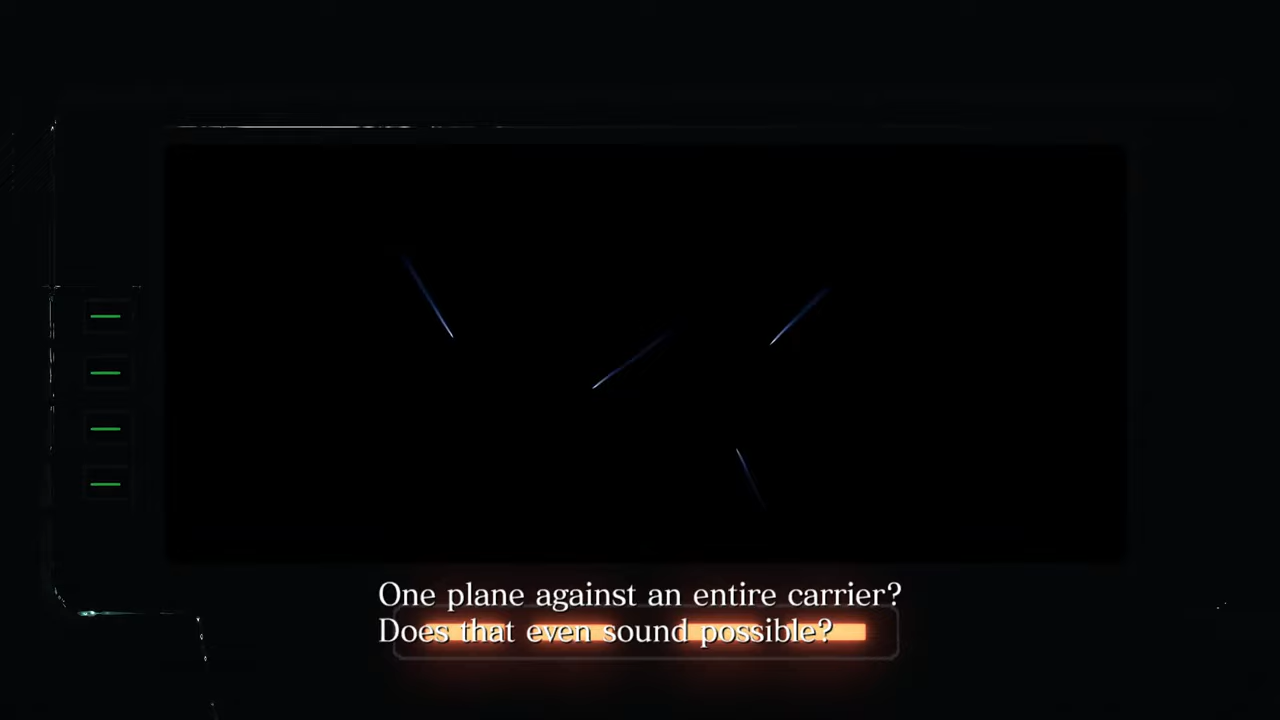 One plane against an entire carrier?
Does that even sound possible?